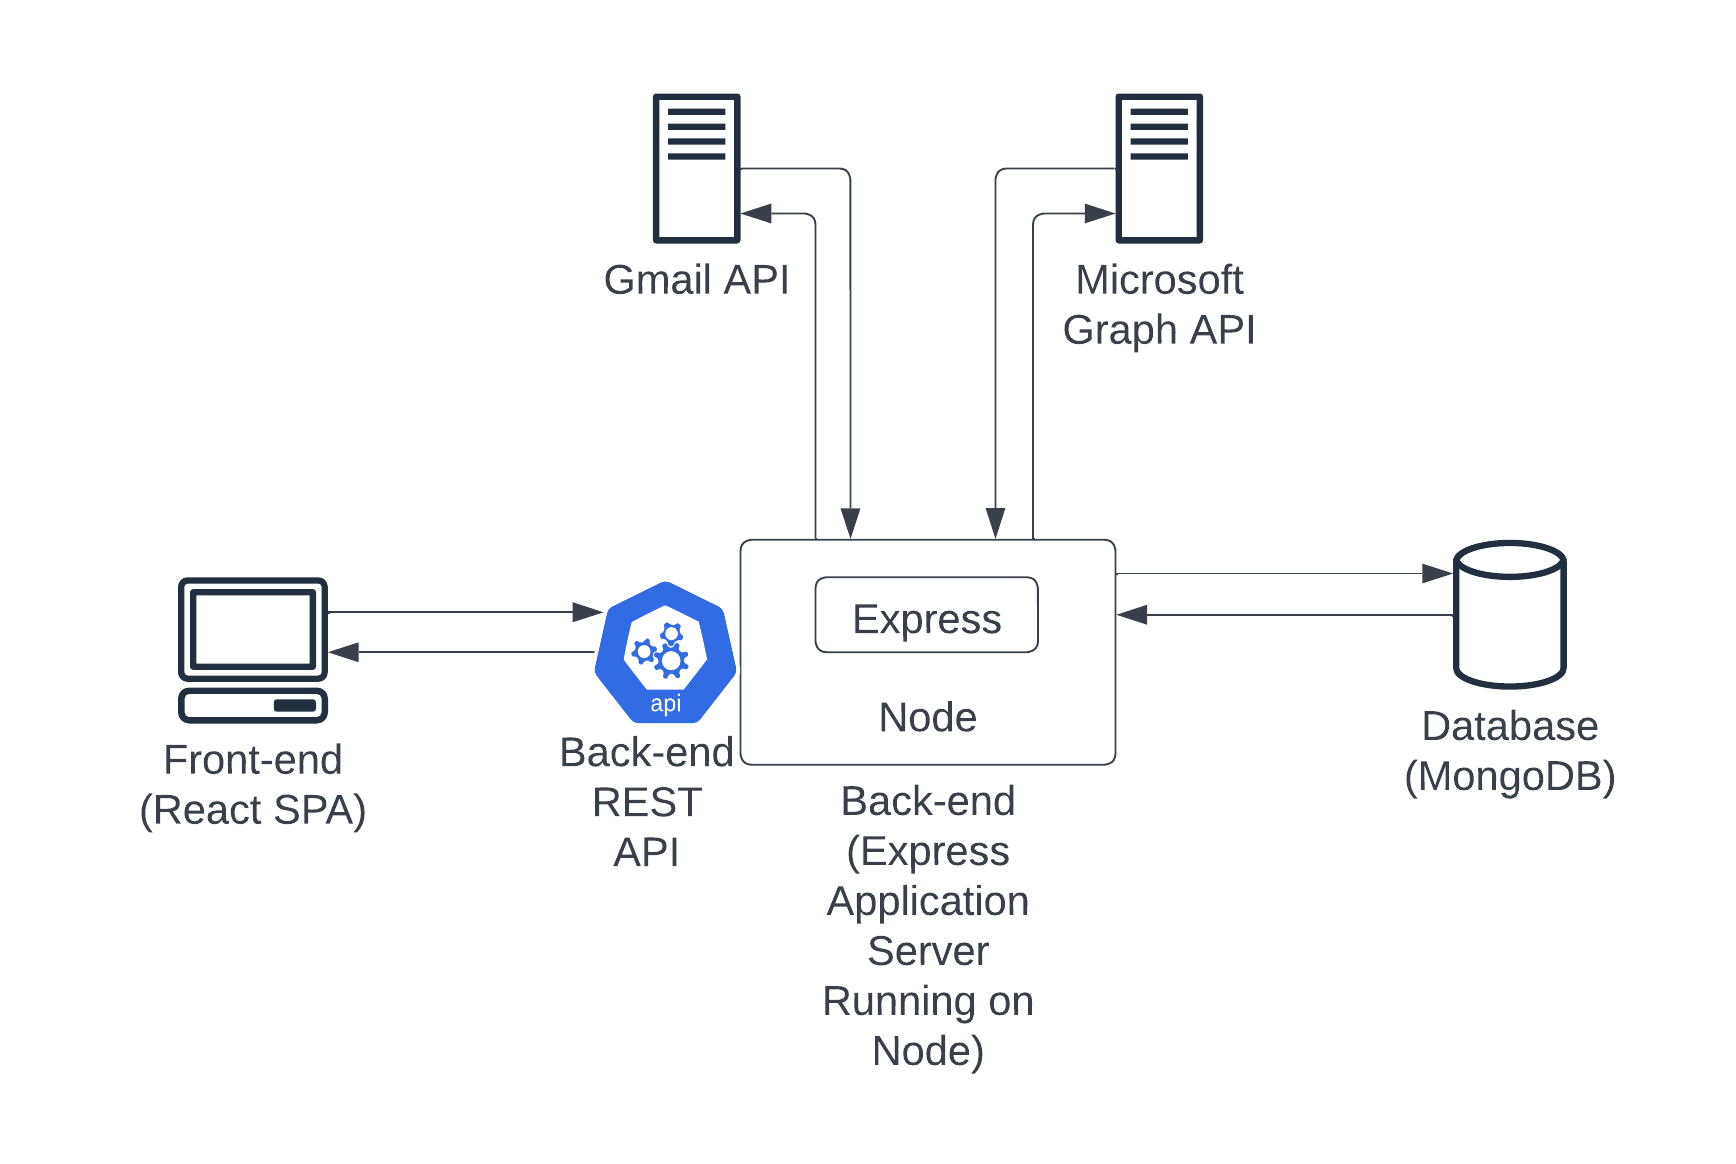 Gmail API
Microsoft
Graph API
Express
Node
api
Front-end
(React SPA)
Back-end
REST
API
Back-end
(Express
Application
Server
Running on
Node)
Database
(MongoDB)